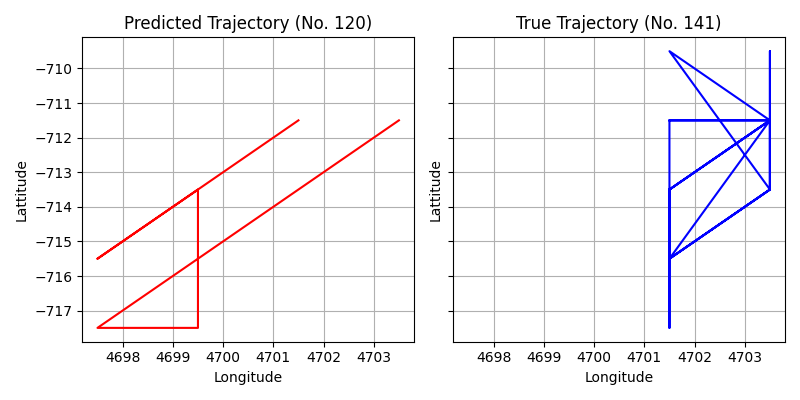 Predicted Trajectory (No. 120)
True Trajectory (No. 141)
−710
−711
−712
−713
−714
−715
−716
−717
Lattitude
Lattitude
4698 4699 4700 4701 4702 4703
4698 4699 4700 4701 4702 4703
Longitude
Longitude